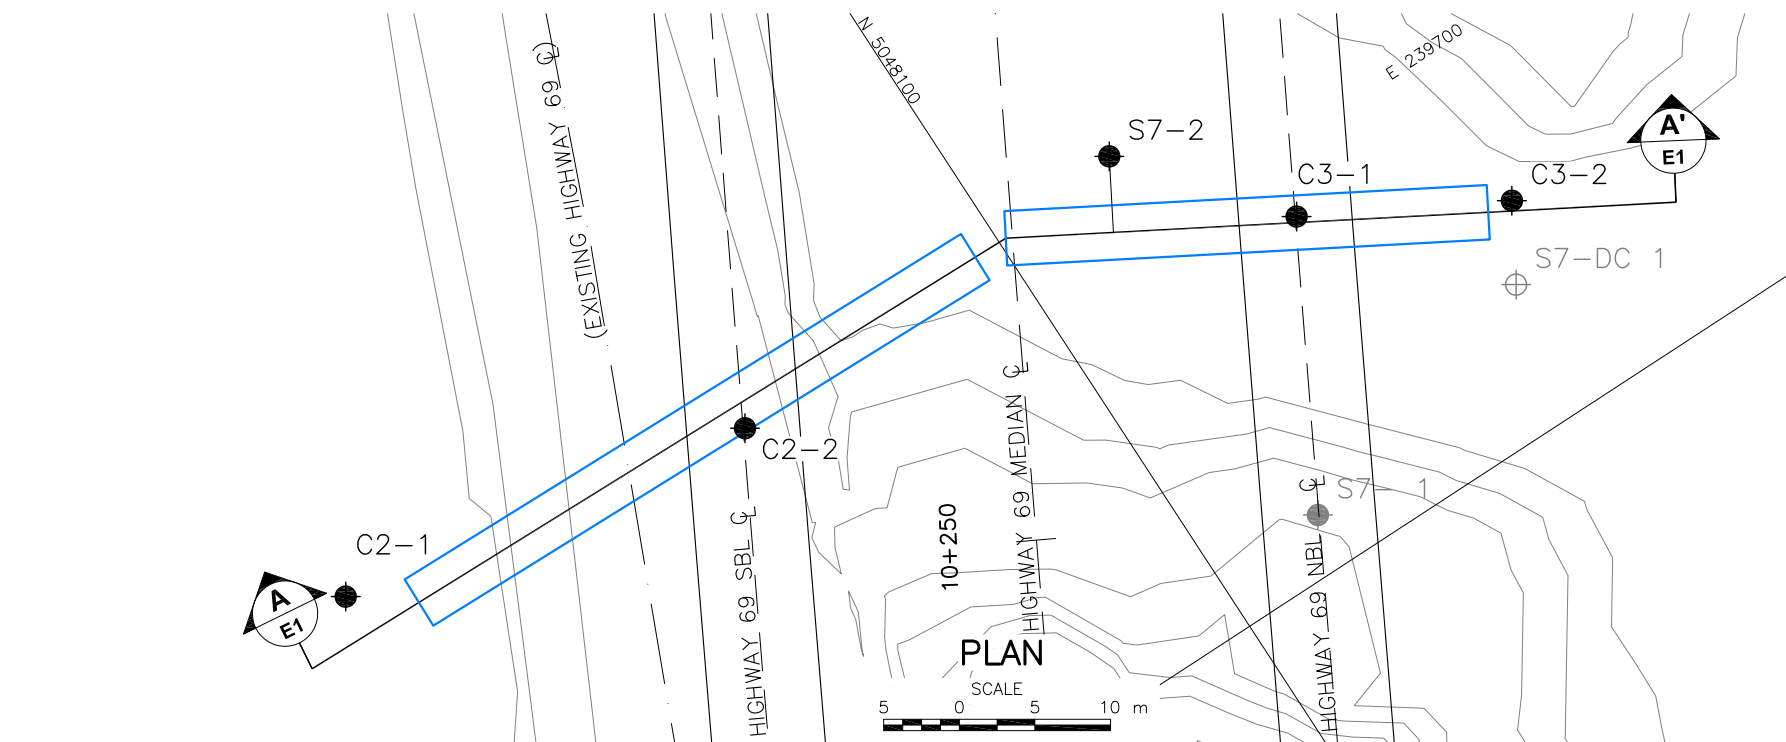 (EXISTING HIGHWAY 69 ℄)
N 5048100
E 239700
S7-2
A'
E1
C3-1
C3-2
S7-DC 1
HIGHWAY 69 MEDIAN ℄
C2-2
S7- 1
HIGHWAY 69 SBL ℄
HIGHWAY 69 NBL ℄
10+250
C2-1
A
E1
PLAN
SCALE
5 0 5 10 m